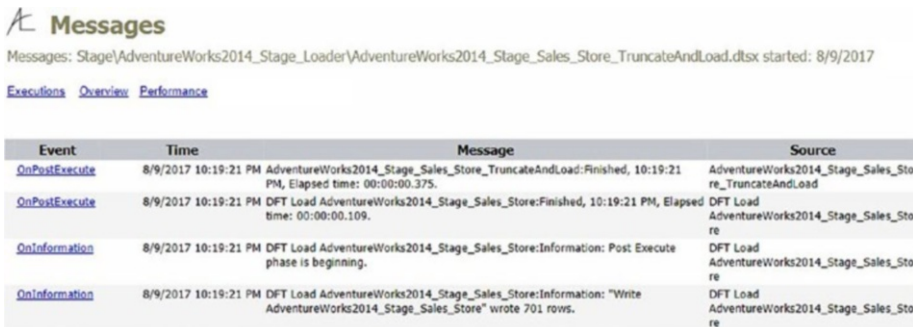 AC Messages
Messages: Stage\AdventureWorks2014_Stage_Loader\AdventureWorks2014_Stage_Sales_Store_TruncateAndLoad.dtsx started: 8/9/2017
Executions Overview Performance
Event Time Message Source
OnPostExecute 8/9/2017 10:19:21 PM AdventureWorks2014_Stage_Sales_Store_TruncateAndLoad:Finished, 10:19:21 AdventureWorks2014_Stage_Sales_Sto
PM, Elapsed time: 00:00:00.375. re_TruncateAndLoad
OnPostExecute 8/9/2017 10:19:21 PM DFT Load AdventureWorks2014_Stage_Sales_Store:Finished, 10:19:21 PM, Elapsed DFT Load
time: 00:00:00.109. AdventureWorks2014_Stage_Sales_Sto
re
OnInformation 8/9/2017 10:19:21 PM DFT Load AdventureWorks2014_Stage_Sales_Store:Information: Post Execute DFT Load
phase is beginning. AdventureWorks2014_Stage_Sales_Sto
re
OnInformation 8/9/2017 10:19:21 PM DFT Load AdventureWorks2014_Stage_Sales_Store:Information: "Write DFT Load
AdventureWorks2014_Stage_Sales_Store" wrote 701 rows. AdventureWorks2014_Stage_Sales_Sto
re